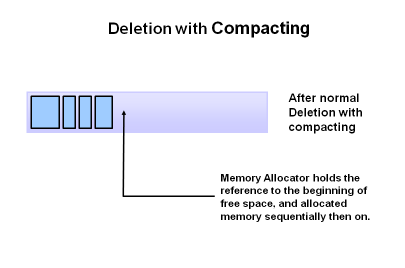 Deletion with Compacting
After normal
Deletion with
compacting
Memory Allocator holds the
reference to the beginning of
free space, and allocated
memory sequentially then on.